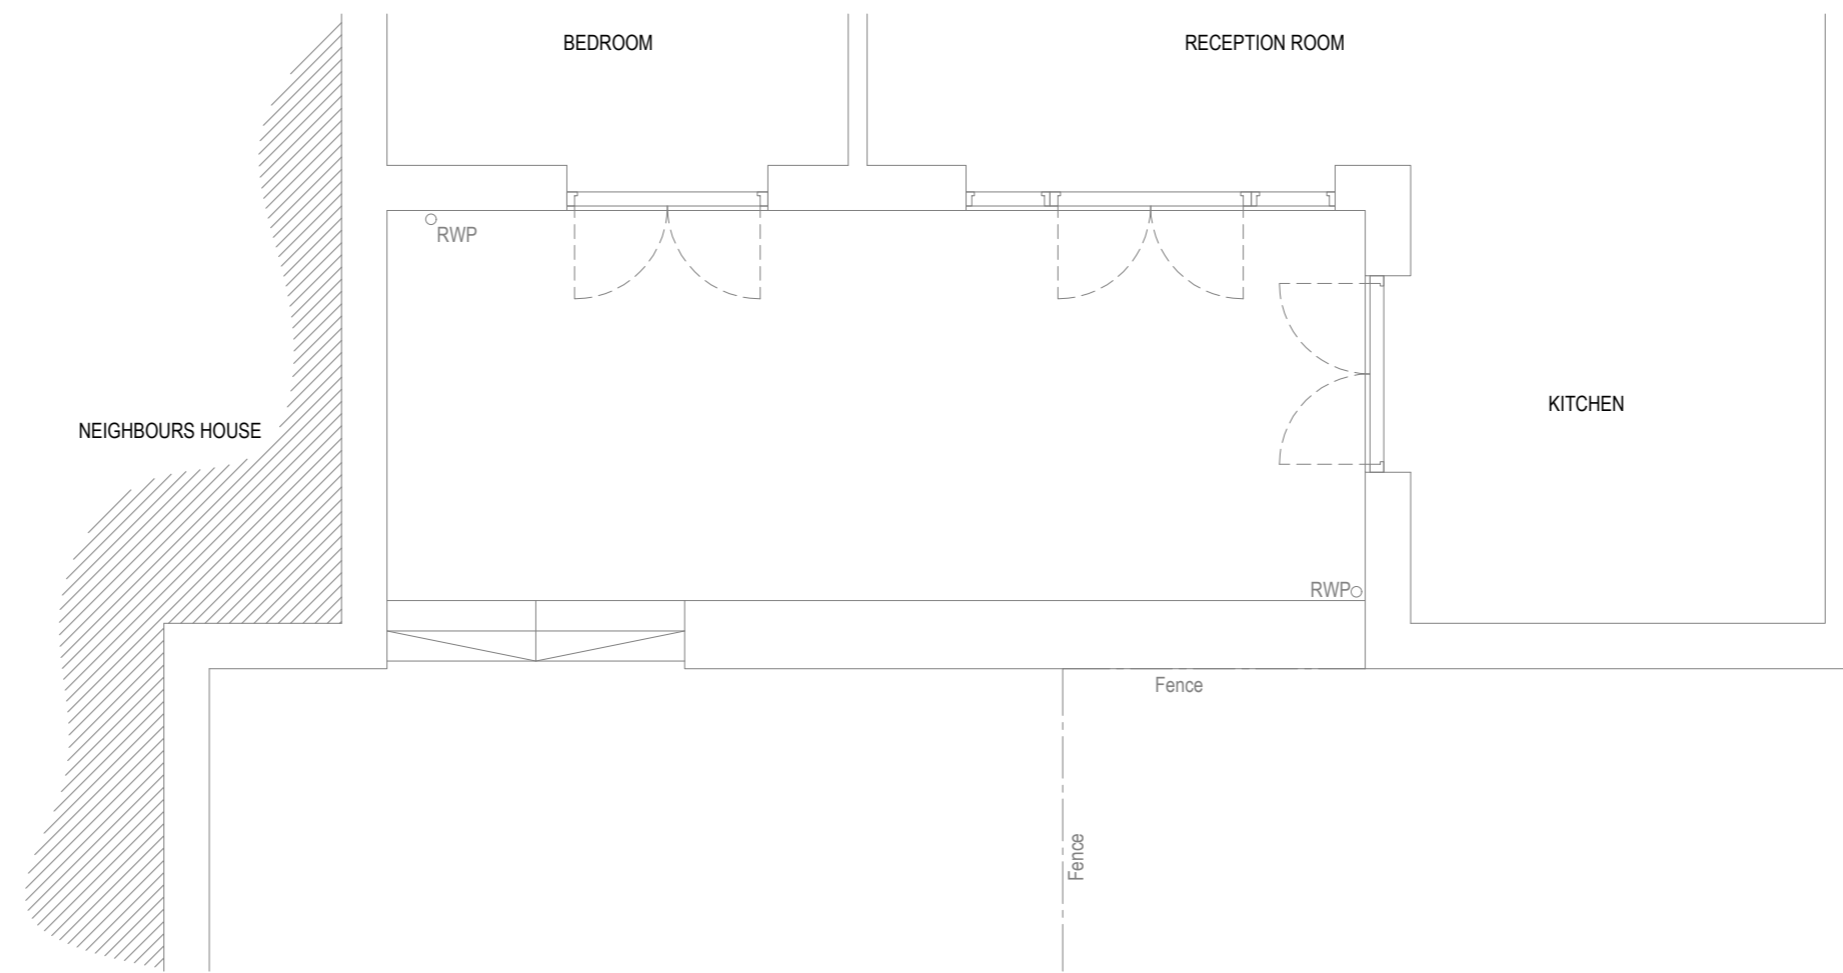 BEDROOM
RECEPTION ROOM
RWP
KITCHEN
NEIGHBOURS HOUSE
RWP
Fence
Fence